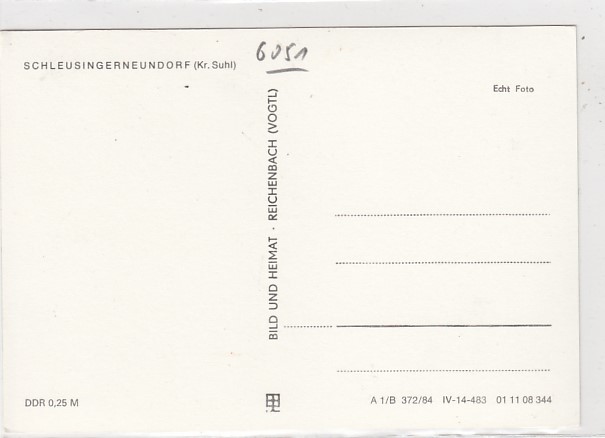 6051
SCHLEUSINGERNEUNDORF (Kr. Suhl)
Echt Foto
BILD UND HEIMAT · REICHENBACH (VOGTL)
DDR 0,25 M
A 1/B 372/84 IV-14-483 01 11 08 344